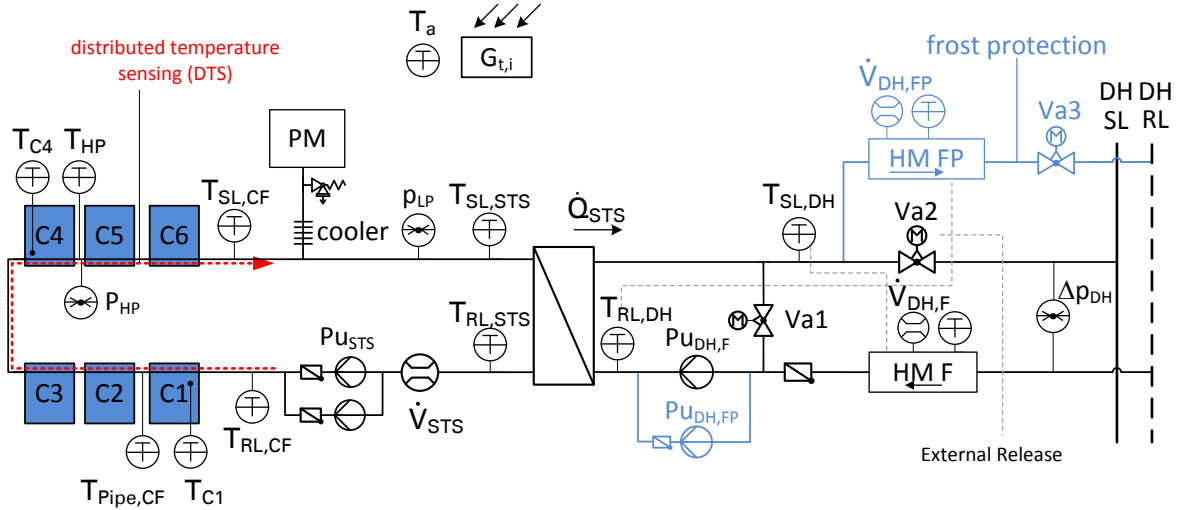 distributed temperature
sensing (DTS)
T_a
G_t,i
frost protection
V̇_DH,FP
Va3
DH
SL
DH
RL
M
T_C4
T_HP
PM
HM FP
T_SL,CF
p_LP
T_SL,STS
Q̇_STS
T_SL,DH
Va2
M
C4
C5
C6
cooler
P_HP
V̇_DH,F
Δp_DH
T_RL,STS
T_RL,DH
M
Va1
Pu_STS
Pu_DH,F
C3
C2
C1
HM F
V̇_STS
Pu_DH,FP
T_RL,CF
External Release
T_Pipe,CF
T_C1
T
T
T
T
T
T
T
T
T
T
T
T
T